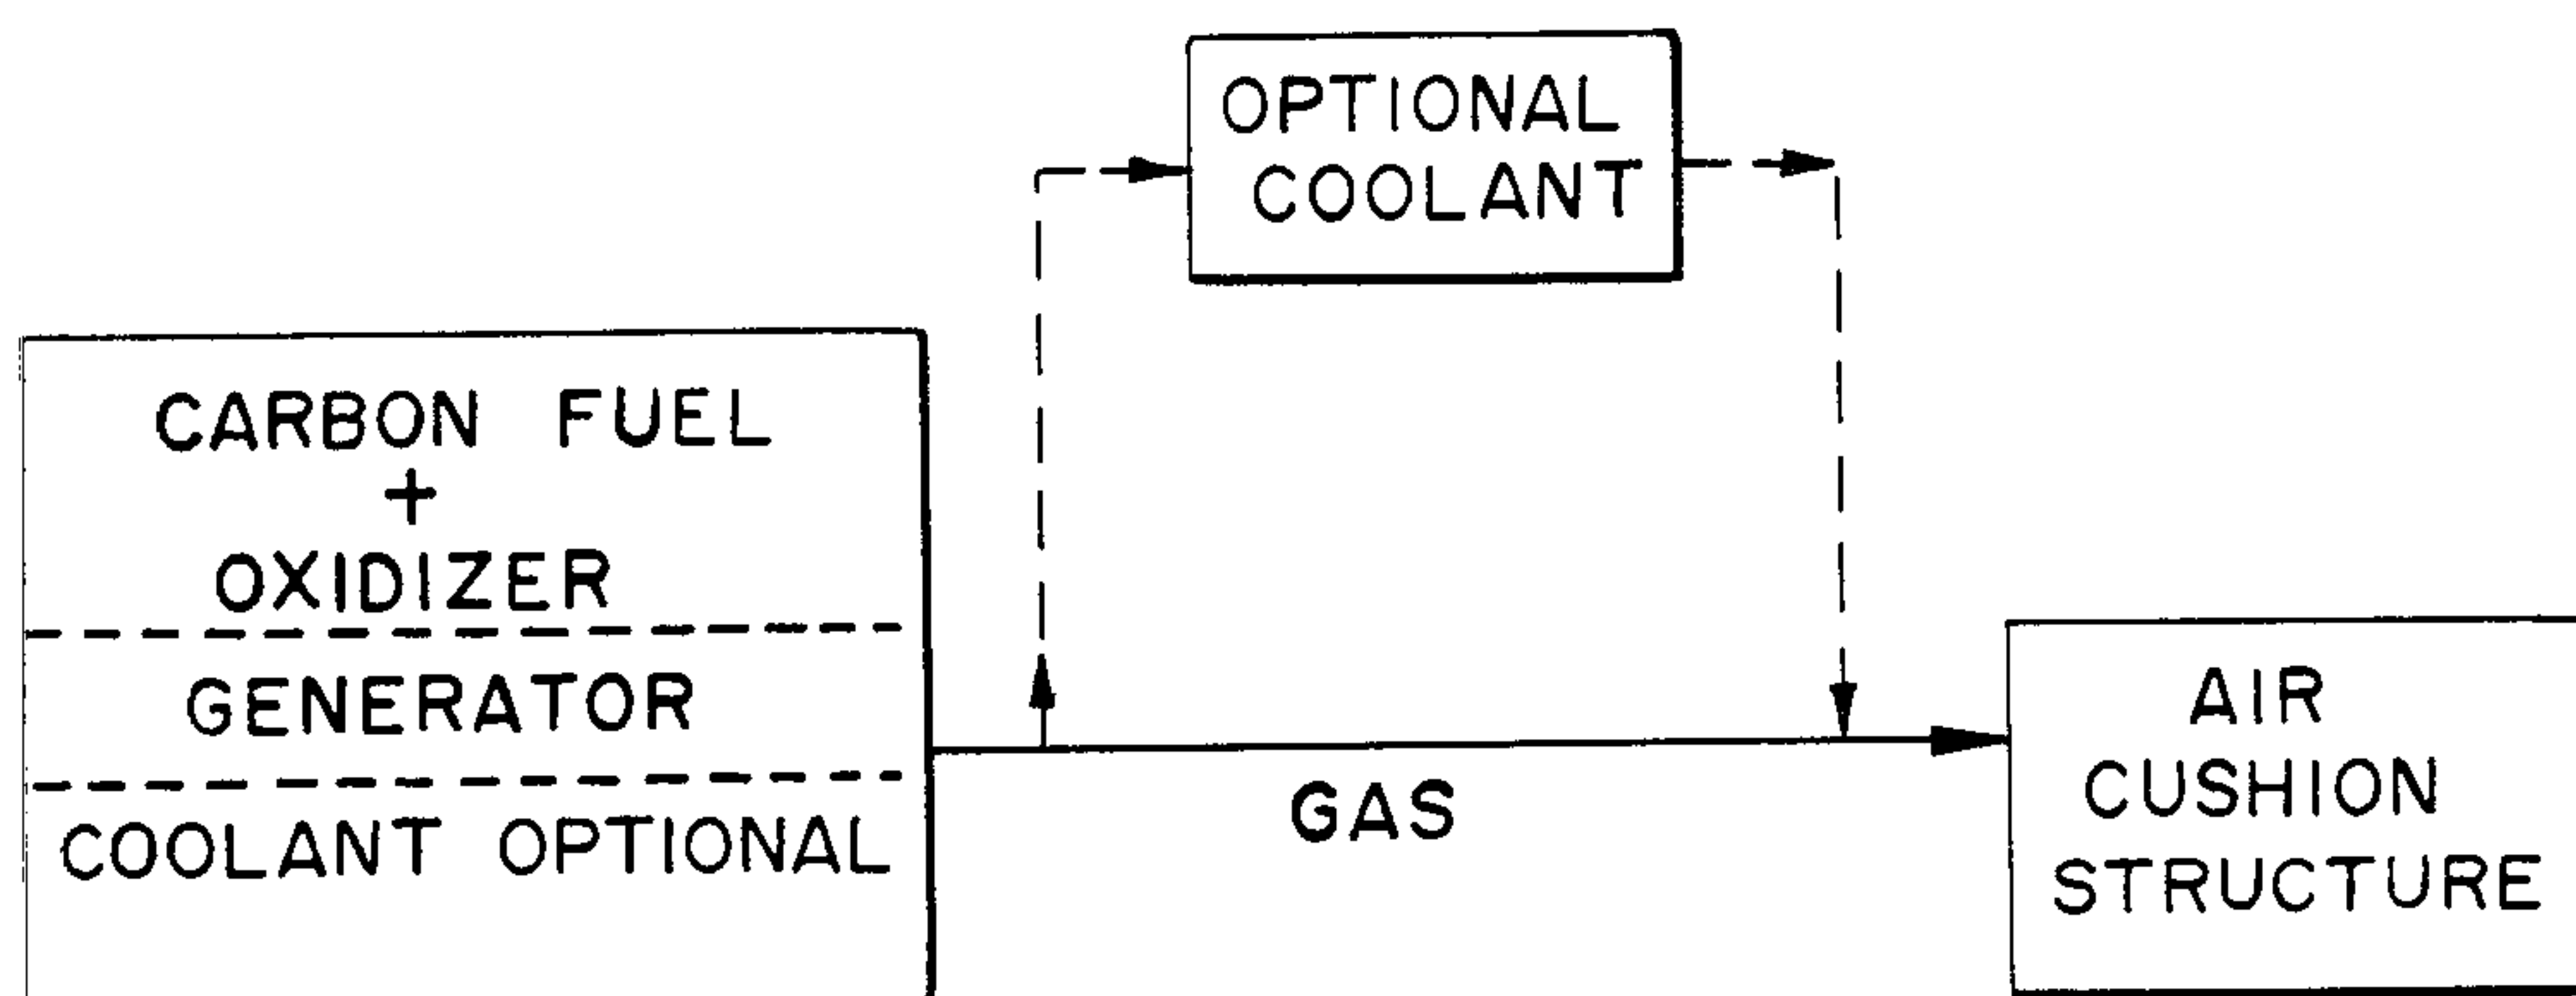 OPTIONAL
COOLANT
CARBON FUEL
+
OXIDIZER
GENERATOR
COOLANT OPTIONAL
GAS
AIR
CUSHION
STRUCTURE